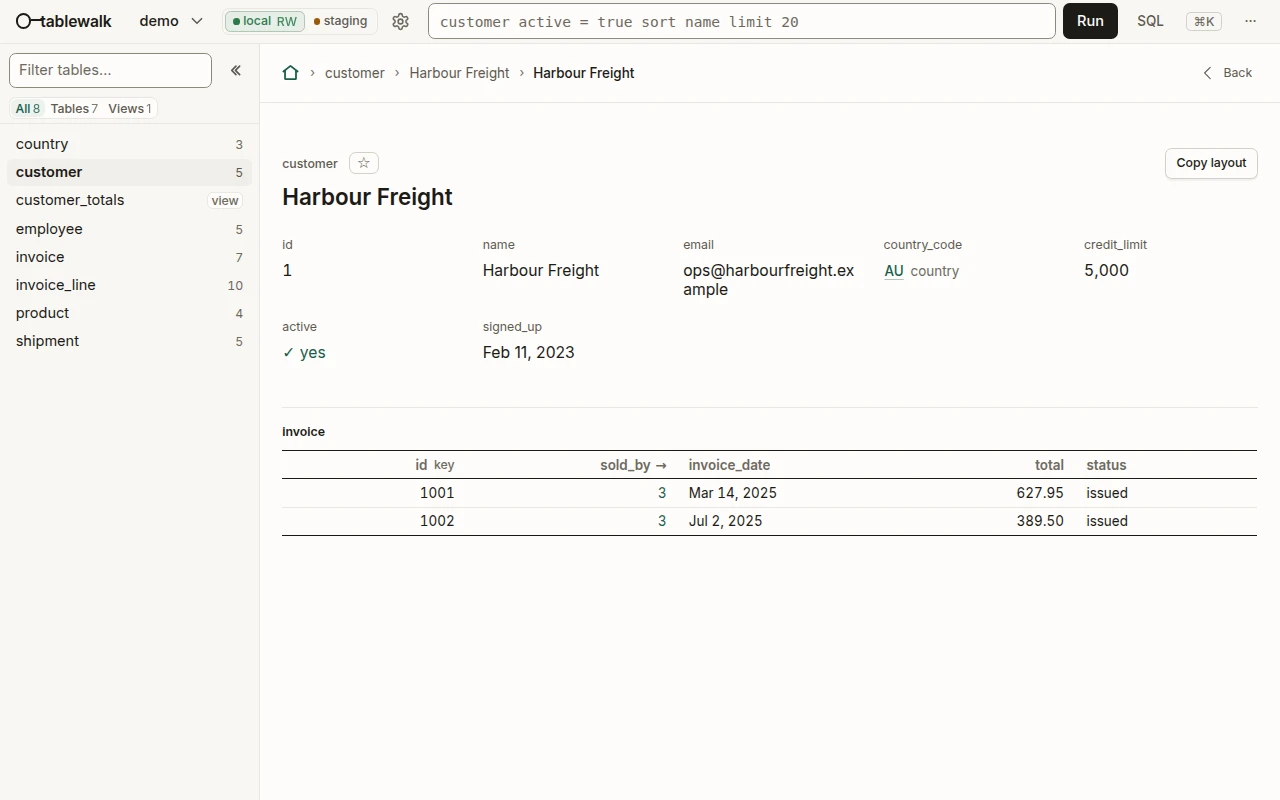 tablewalk demo local RW staging customer active = true sort name limit 20 Run SQL ⌘K ···
Filter tables... «
All 8 Tables 7 Views 1
country 3
customer 5
customer_totals view
employee 5
invoice 7
invoice_line 10
product 4
shipment 5
› customer › Harbour Freight › Harbour Freight Back
customer ☆ Copy layout
Harbour Freight
id name email country_code credit_limit
1 Harbour Freight ops@harbourfreight.ex AU country 5,000
ample
active signed_up
✓ yes Feb 11, 2023
invoice
id key sold_by → invoice_date total status
1001 3 Mar 14, 2025 627.95 issued
1002 3 Jul 2, 2025 389.50 issued